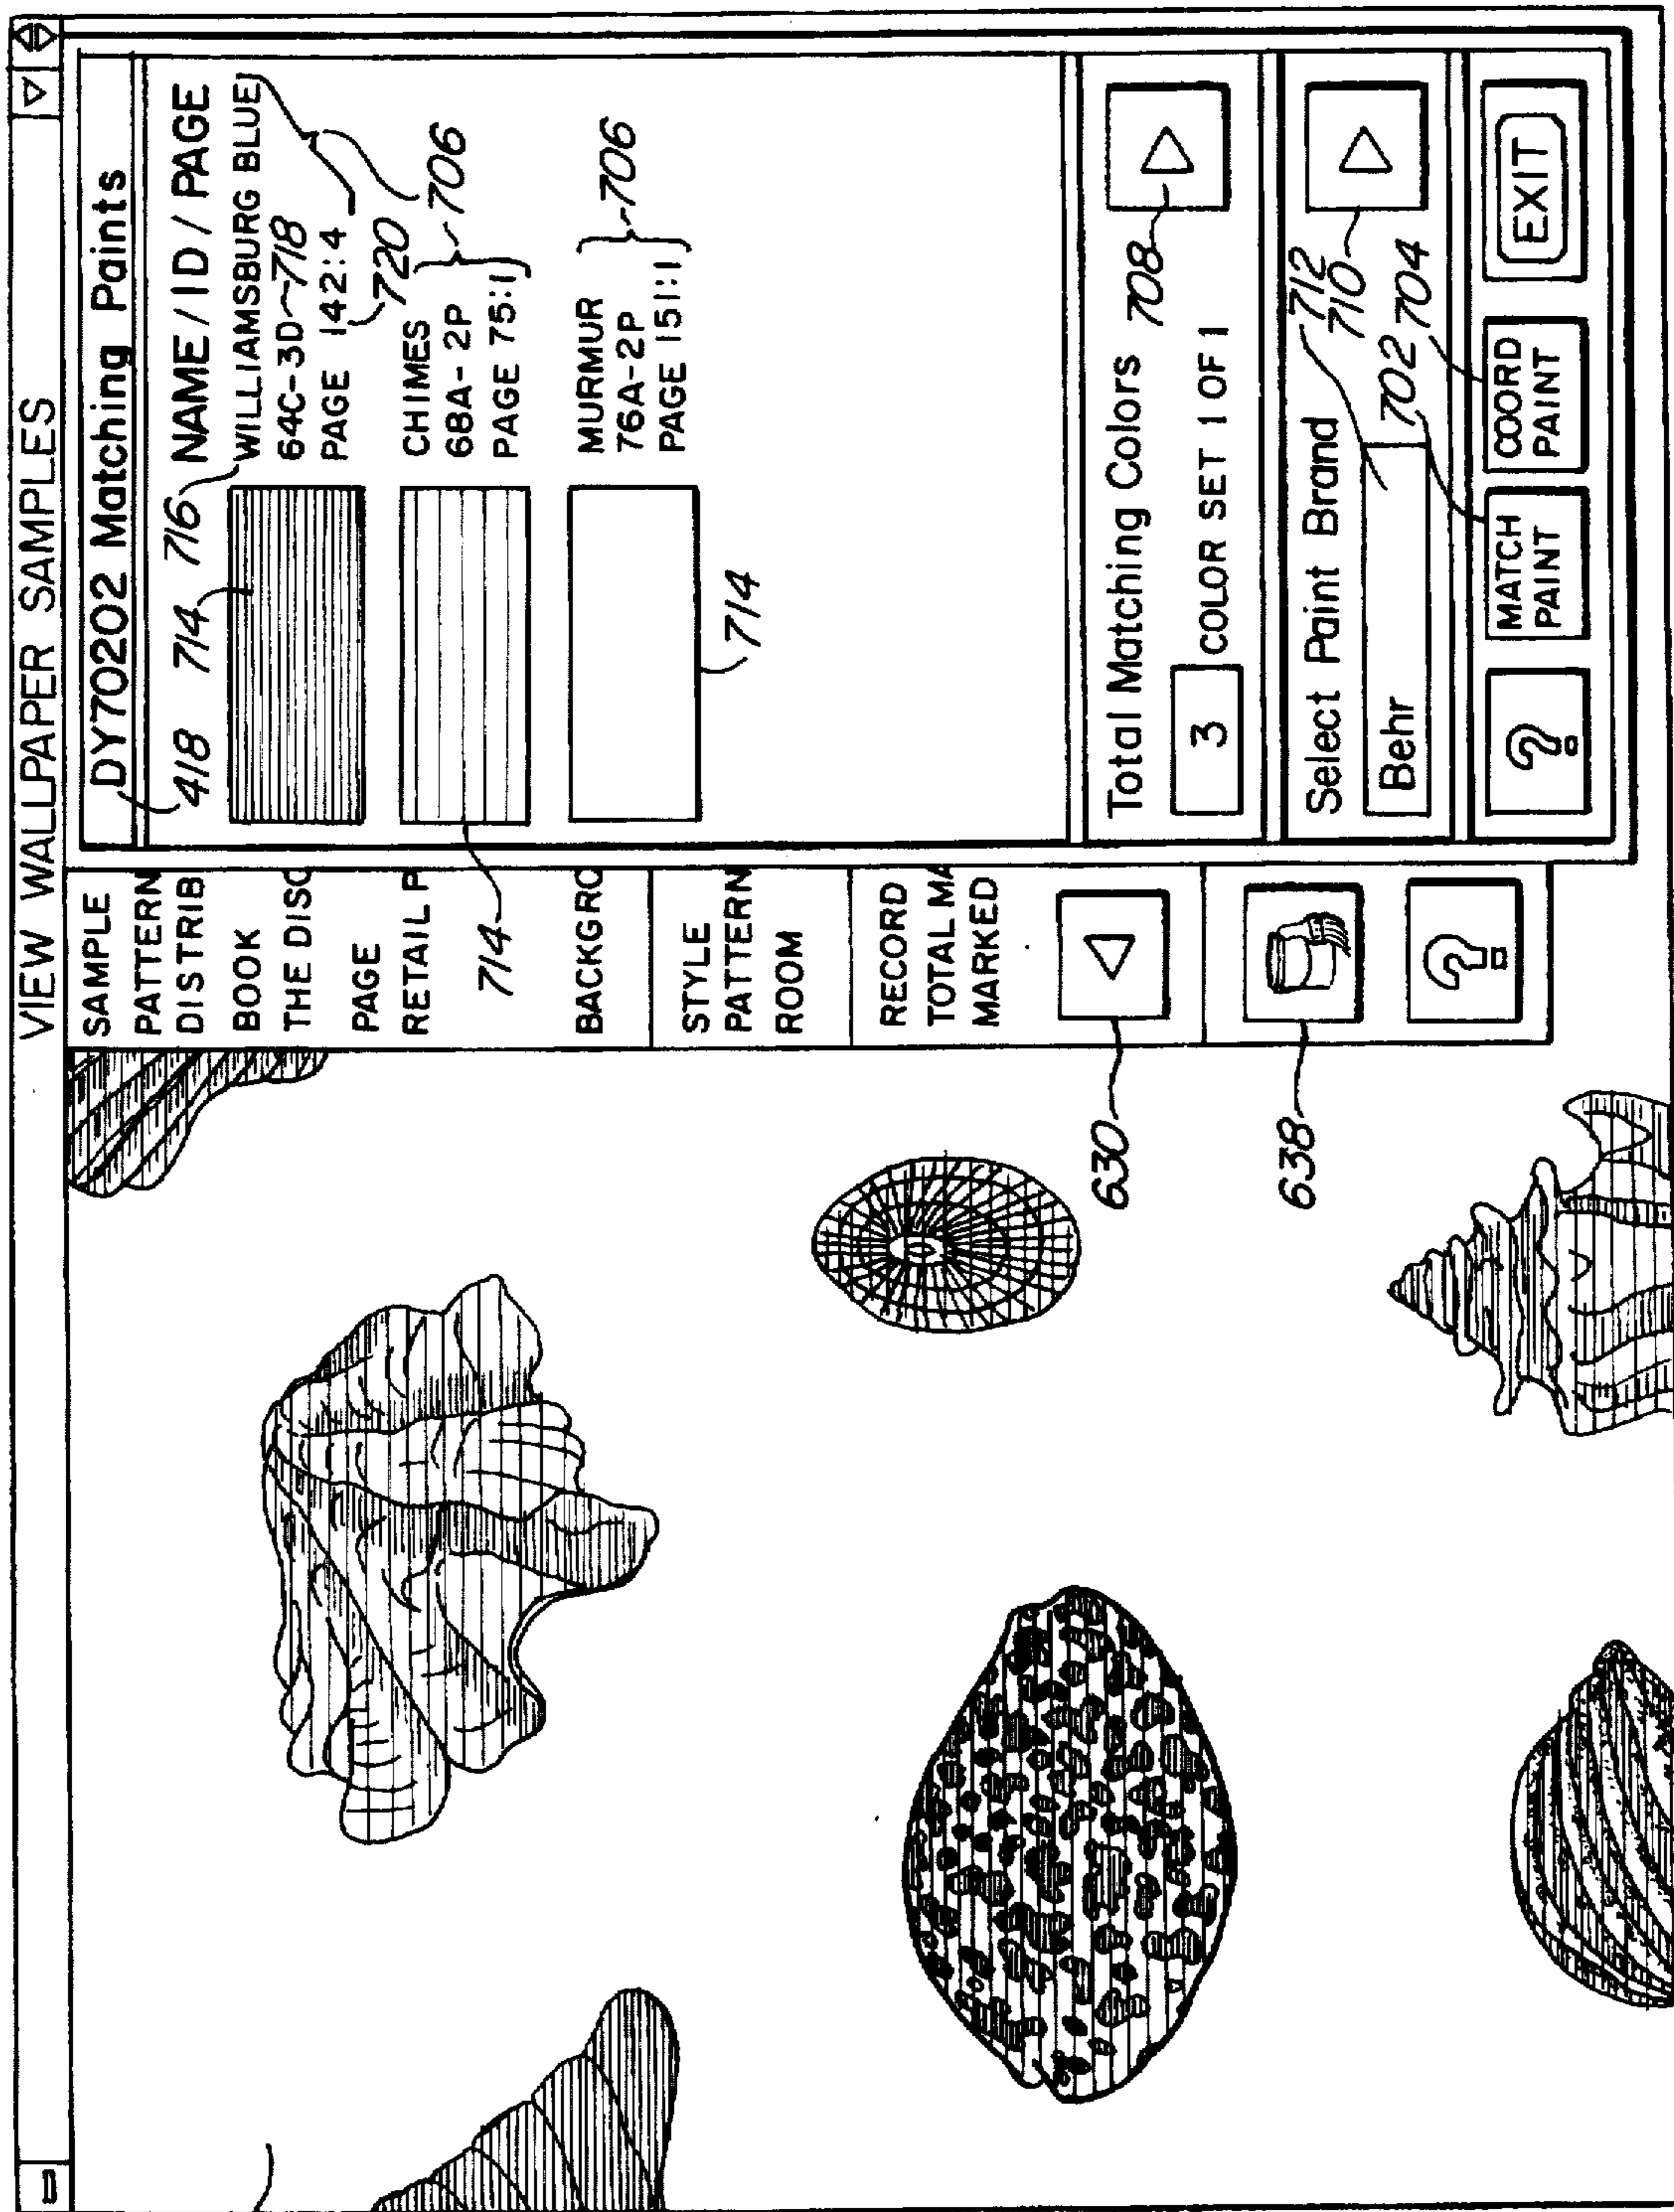 VIEW WALLPAPER SAMPLES
SAMPLE
PATTERN
DISTRIB
BOOK
THE DISC
PAGE
RETAIL P
714
BACKGRO
STYLE
PATTERN
ROOM
RECORD
TOTAL MA
MARKED
630
638
?
DY70202 Matching Paints
418 714 716 NAME / ID / PAGE
WILLIAMSBURG BLUE
64C-3D 718
PAGE 142:4
720 706
CHIMES
68A-2P 706
PAGE 75:1
MURMUR
76A-2P 706
PAGE 151:1
714
Total Matching Colors 708
3 COLOR SET 1 OF 1
Select Paint Brand 712
710
Behr 702 704
? MATCH PAINT COORD PAINT EXIT